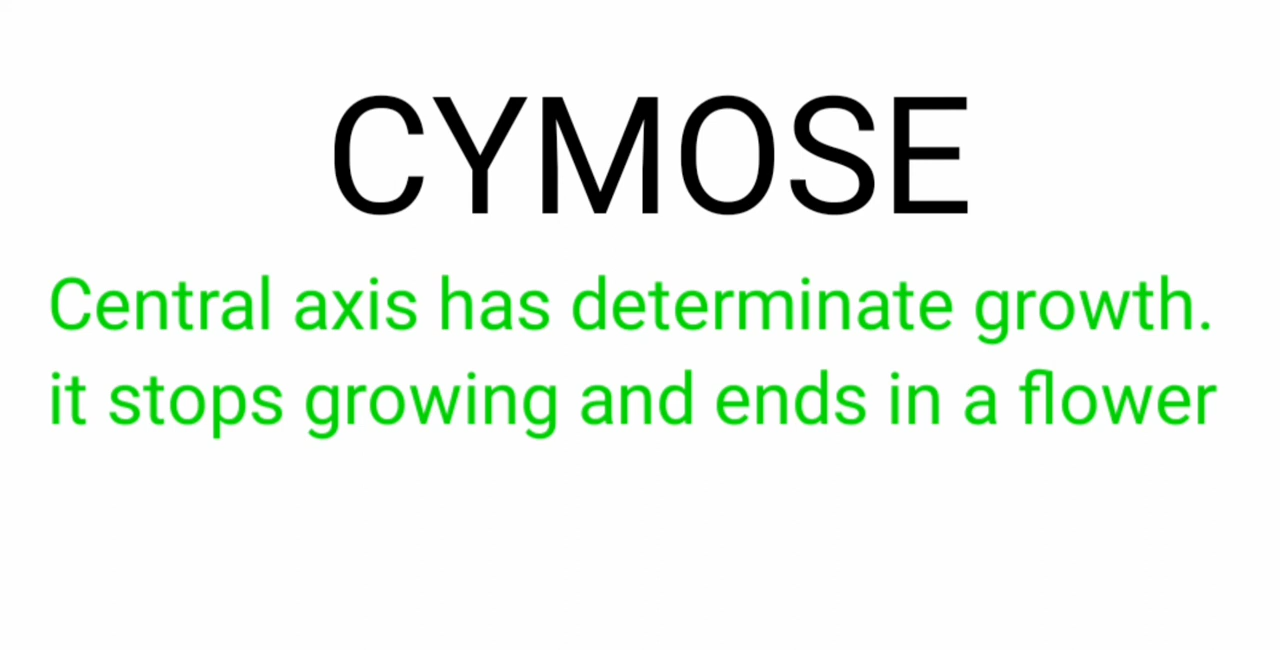 CYMOSE
Central axis has determinate growth.
it stops growing and ends in a flower